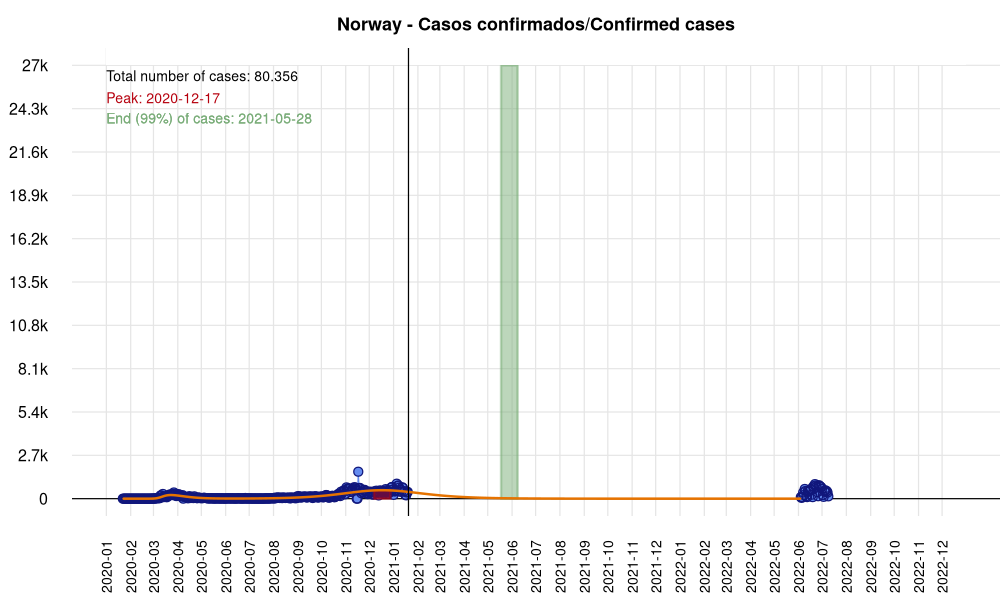 Norway - Casos confirmados/Confirmed cases
27k
24.3k
21.6k
18.9k
16.2k
13.5k
10.8k
8.1k
5.4k
2.7k
0
Total number of cases: 80.356
Peak: 2020-12-17
End (99%) of cases: 2021-05-28
2020-01
2020-02
2020-03
2020-04
2020-05
2020-06
2020-07
2020-08
2020-09
2020-10
2020-11
2020-12
2021-01
2021-02
2021-03
2021-04
2021-05
2021-06
2021-07
2021-08
2021-09
2021-10
2021-11
2021-12
2022-01
2022-02
2022-03
2022-04
2022-05
2022-06
2022-07
2022-08
2022-09
2022-10
2022-11
2022-12